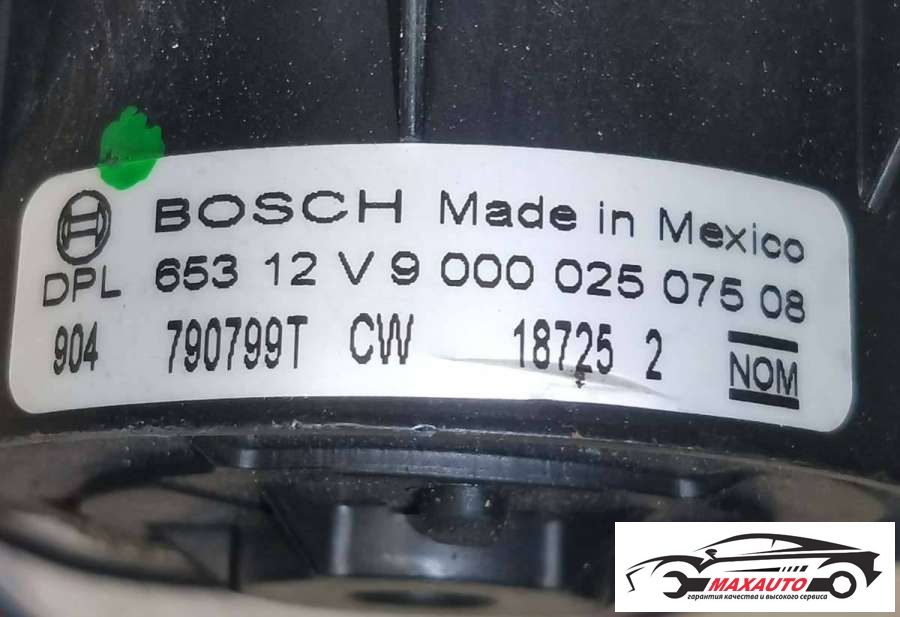 BOSCH Made in Mexico
DPL 653 12 V 9 000 025 075 08
904 790799T CW 18725 2 NOM
MAXAUTO
гарантия качества и высокого сервиса